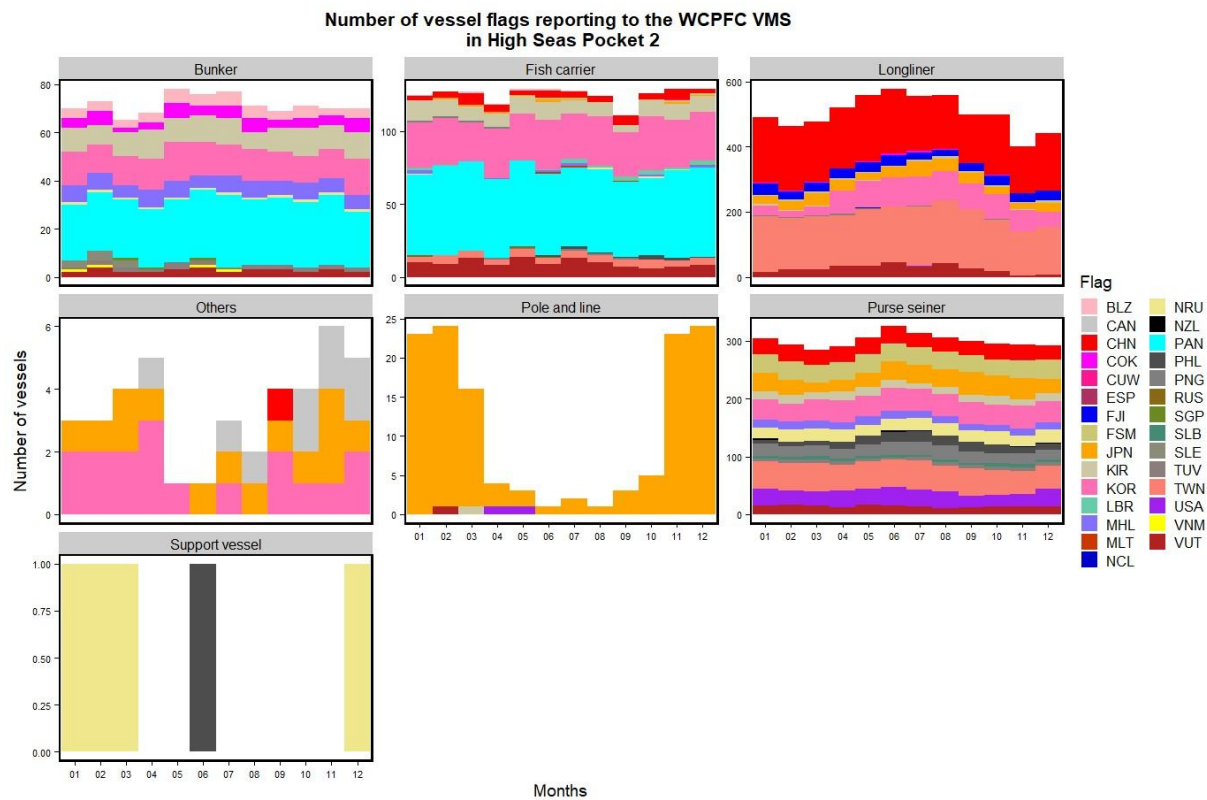 Number of vessel flags reporting to the WCPFC VMS
in High Seas Pocket 2
Bunker
Fish carrier
Longliner
80
60
40
20
0
100
50
0
600
400
200
0
Others
Pole and line
Purse seiner
Number of vessels
6
4
2
0
25
20
15
10
5
0
300
200
100
0
01 02 03 04 05 06 07 08 09 10 11 12
01 02 03 04 05 06 07 08 09 10 11 12
Support vessel
1.00
0.75
0.50
0.25
0.00
01 02 03 04 05 06 07 08 09 10 11 12
Months
Flag
BLZ NRU
CAN NZL
CHN PAN
COK PHL
CUW PNG
ESP RUS
FJI SGP
FSM SLB
JPN SLE
KIR TUV
KOR TWN
LBR USA
MHL VNM
MLT VUT
NCL